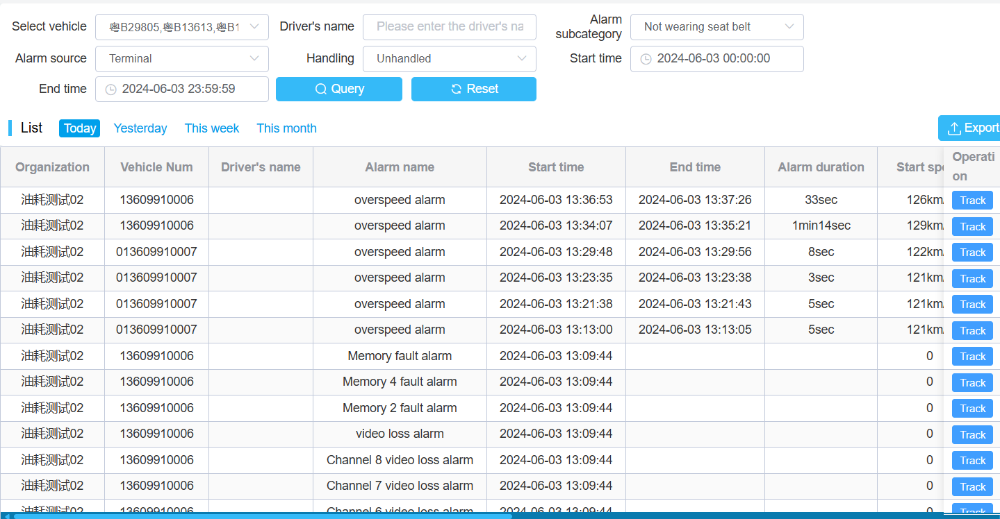 Select vehicle 粤B29805,粤B13613,粤B1 Driver's name Please enter the driver's na Alarm subcategory Not wearing seat belt
Alarm source Terminal Handling Unhandled Start time 2024-06-03 00:00:00
End time 2024-06-03 23:59:59 Query Reset
List Today Yesterday This week This month Export
Organization Vehicle Num Driver's name Alarm name Start time End time Alarm duration Start spe Operation
油耗测试02 13609910006 overspeed alarm 2024-06-03 13:36:53 2024-06-03 13:37:26 33sec 126km/ Track
油耗测试02 13609910006 overspeed alarm 2024-06-03 13:34:07 2024-06-03 13:35:21 1min14sec 129km/ Track
油耗测试02 013609910007 overspeed alarm 2024-06-03 13:29:48 2024-06-03 13:29:56 8sec 122km/ Track
油耗测试02 013609910007 overspeed alarm 2024-06-03 13:23:35 2024-06-03 13:23:38 3sec 121km/ Track
油耗测试02 013609910007 overspeed alarm 2024-06-03 13:21:38 2024-06-03 13:21:43 5sec 121km/ Track
油耗测试02 013609910007 overspeed alarm 2024-06-03 13:13:00 2024-06-03 13:13:05 5sec 121km/ Track
油耗测试02 13609910006 Memory fault alarm 2024-06-03 13:09:44 0 Track
油耗测试02 13609910006 Memory 4 fault alarm 2024-06-03 13:09:44 0 Track
油耗测试02 13609910006 Memory 2 fault alarm 2024-06-03 13:09:44 0 Track
油耗测试02 13609910006 video loss alarm 2024-06-03 13:09:44 0 Track
油耗测试02 13609910006 Channel 8 video loss alarm 2024-06-03 13:09:44 0 Track
油耗测试02 13609910006 Channel 7 video loss alarm 2024-06-03 13:09:44 0 Track
油耗测试02 13609910006 Channel 6 video loss alarm 2024-06-03 13:09:44 0 Track